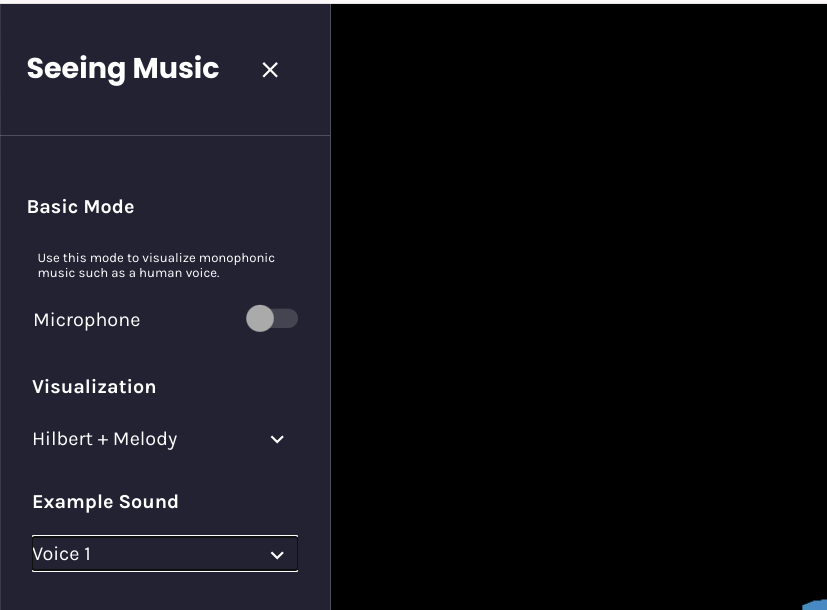 Seeing Music
Basic Mode
Use this mode to visualize monophonic
music such as a human voice.
Microphone
Visualization
Hilbert + Melody
Example Sound
Voice 1